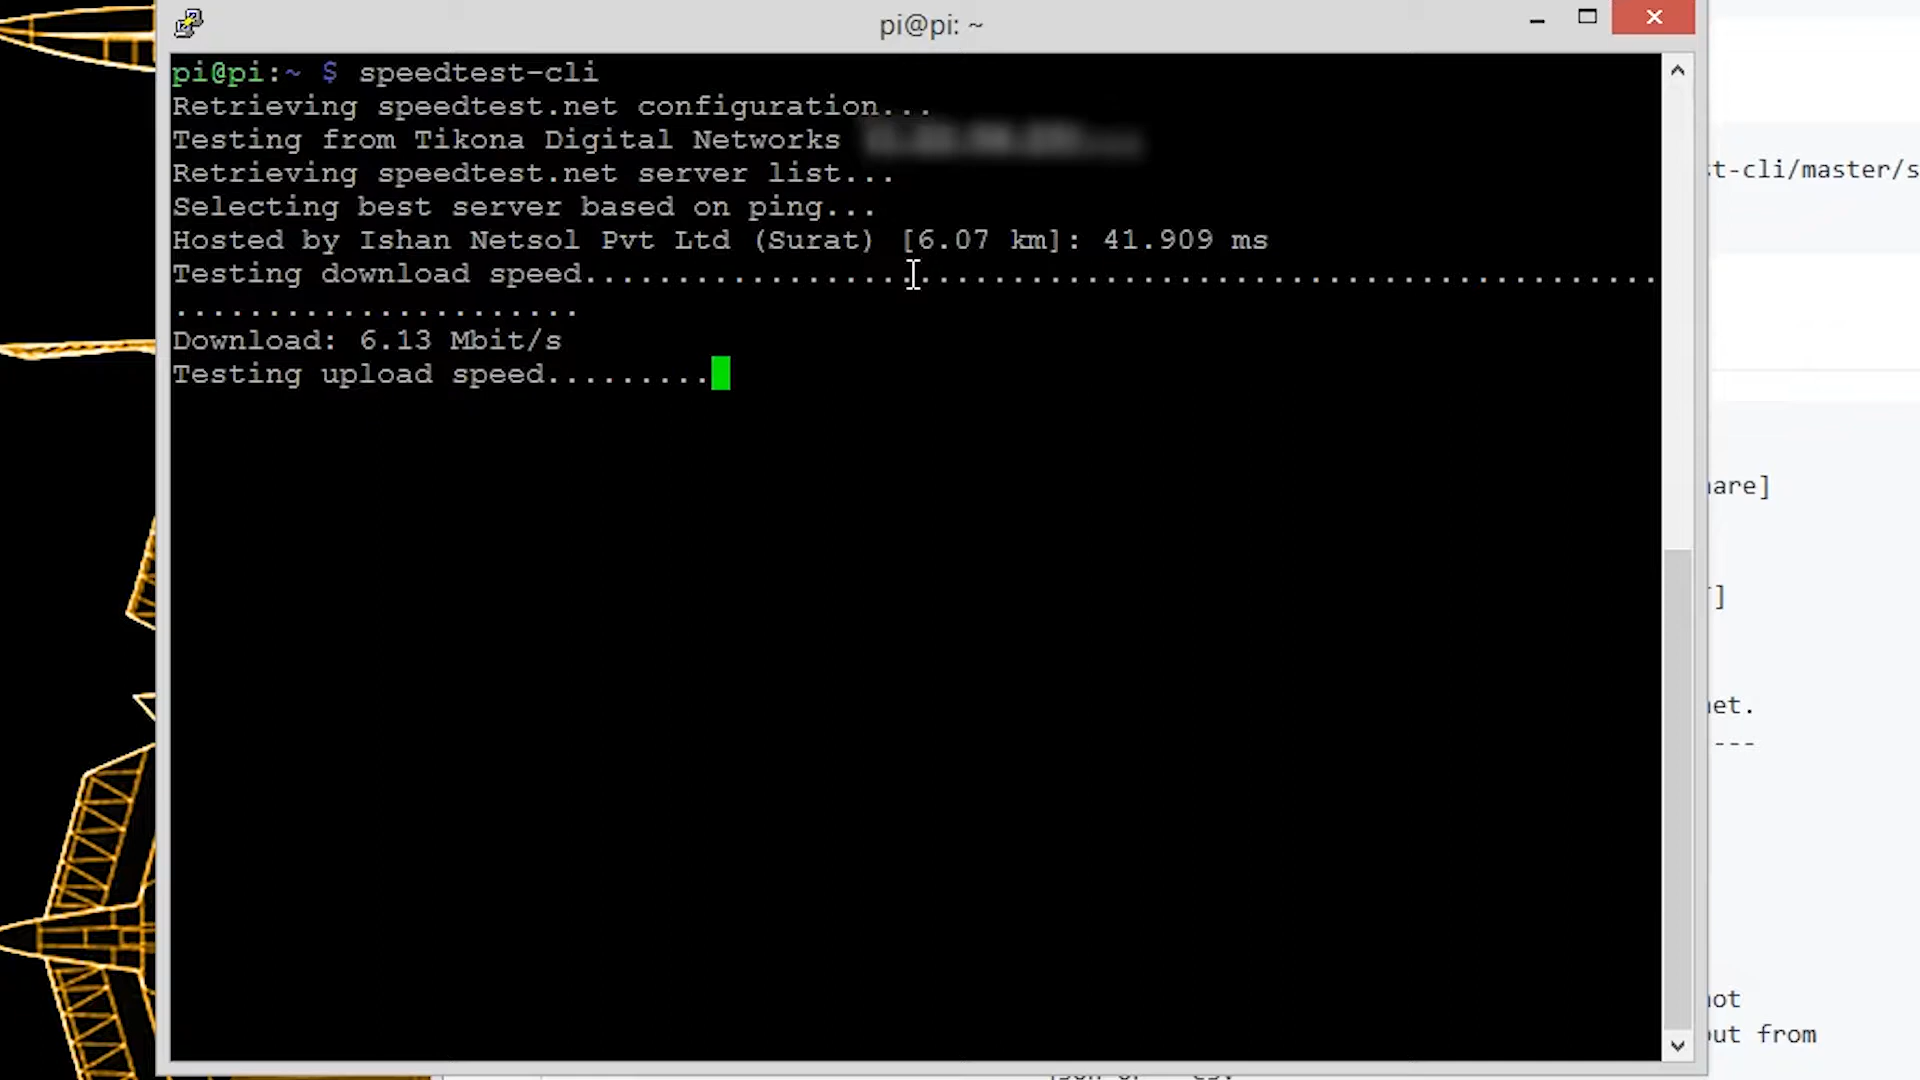 pi@pi: ~
pi@pi:~ $ speedtest-cli
Retrieving speedtest.net configuration...
Testing from Tikona Digital Networks
Retrieving speedtest.net server list...
Selecting best server based on ping...
Hosted by Ishan Netsol Pvt Ltd (Surat) [6.07 km]: 41.909 ms
Testing download speed................................................................................
Download: 6.13 Mbit/s
Testing upload speed.........
t-cli/master/s
are]
]
et.
---
ot
ut from